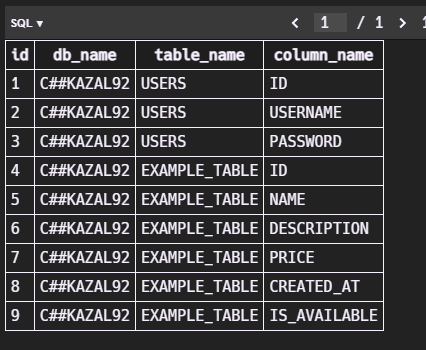 SQL ▾ < 1 / 1 >
id db_name table_name column_name
1 C##KAZAL92 USERS ID
2 C##KAZAL92 USERS USERNAME
3 C##KAZAL92 USERS PASSWORD
4 C##KAZAL92 EXAMPLE_TABLE ID
5 C##KAZAL92 EXAMPLE_TABLE NAME
6 C##KAZAL92 EXAMPLE_TABLE DESCRIPTION
7 C##KAZAL92 EXAMPLE_TABLE PRICE
8 C##KAZAL92 EXAMPLE_TABLE CREATED_AT
9 C##KAZAL92 EXAMPLE_TABLE IS_AVAILABLE